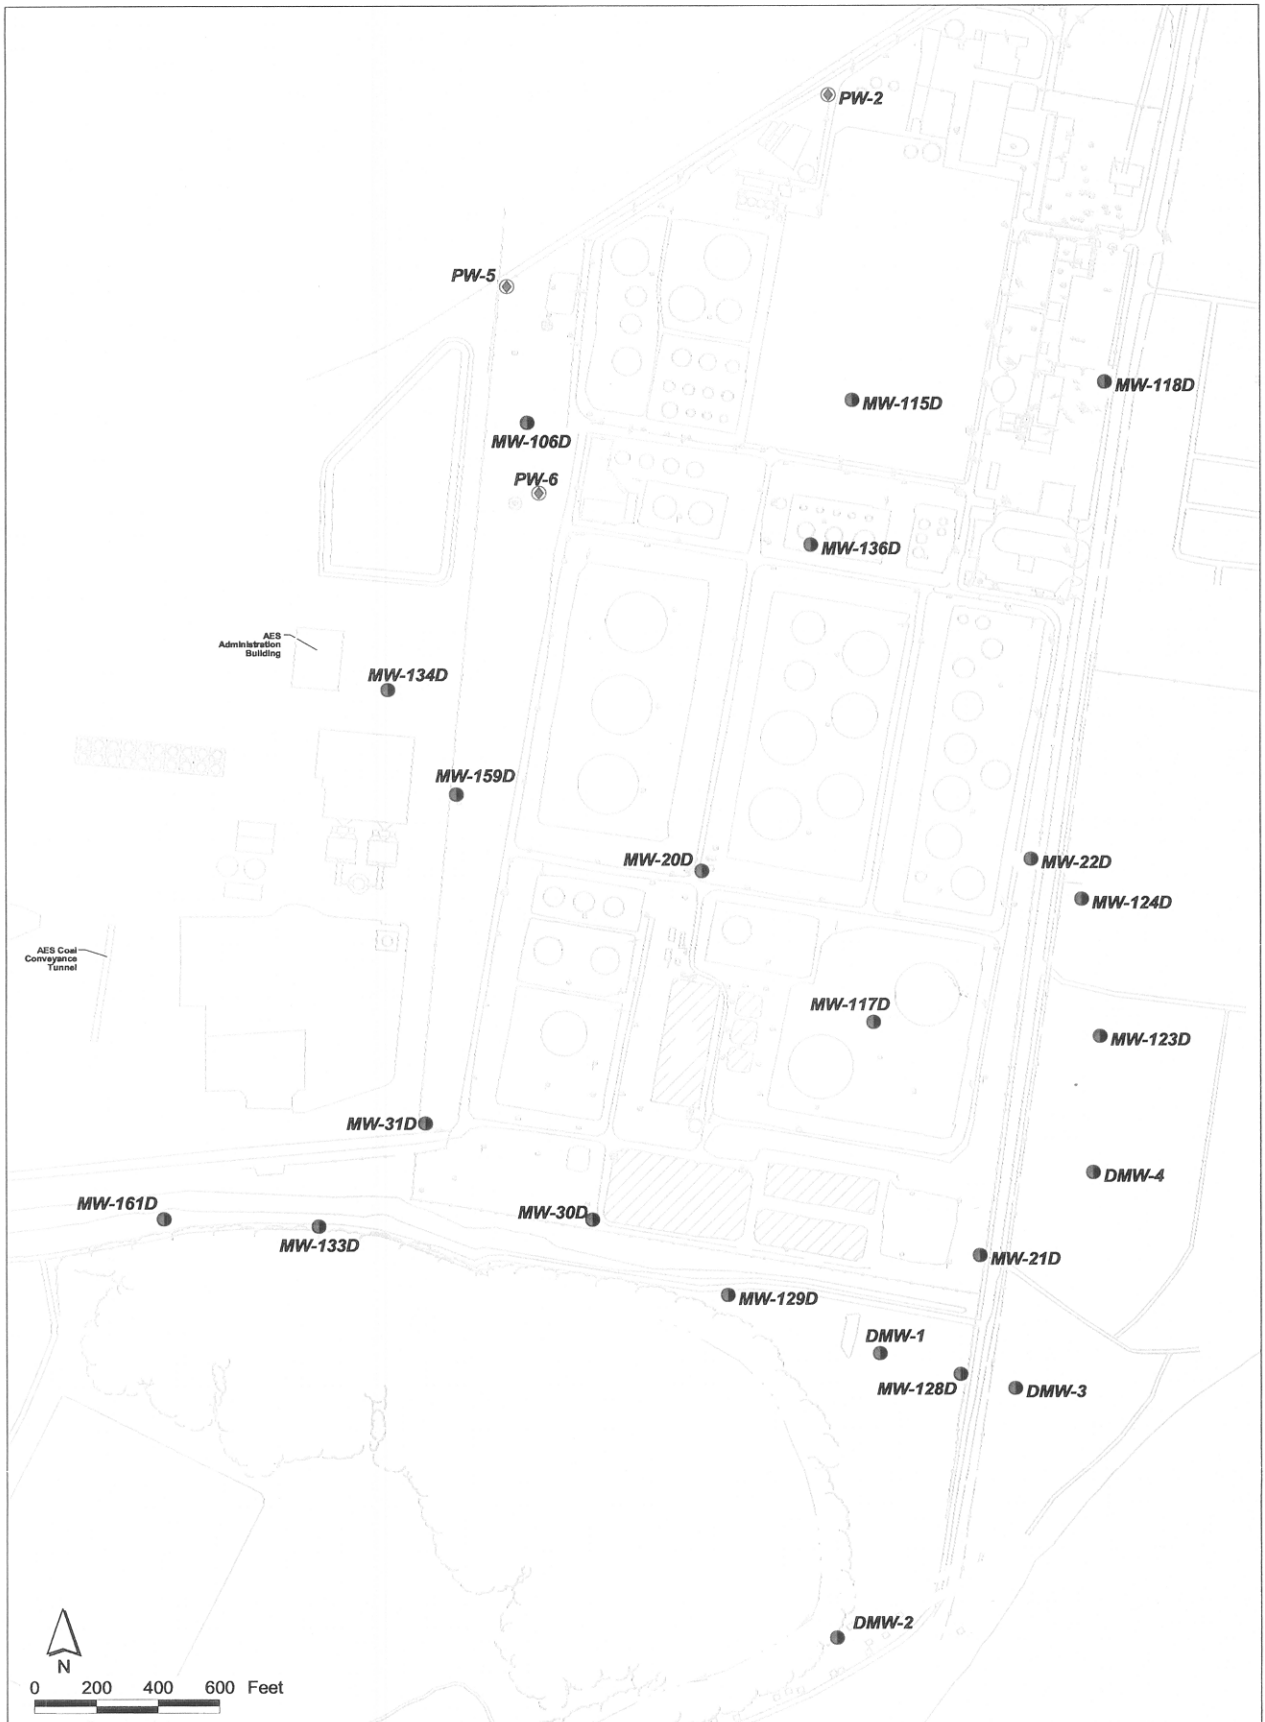 PW-2
PW-5
MW-118D
MW-115D
MW-106D
PW-6
MW-136D
AES
Administration
Building
MW-134D
MW-159D
MW-20D
MW-22D
MW-124D
AES Coal
Conveyance
Tunnel
MW-117D
MW-123D
MW-31D
DMW-4
MW-161D
MW-30D
MW-133D
MW-21D
MW-129D
DMW-1
MW-128D
DMW-3
DMW-2
N
0 200 400 600 Feet